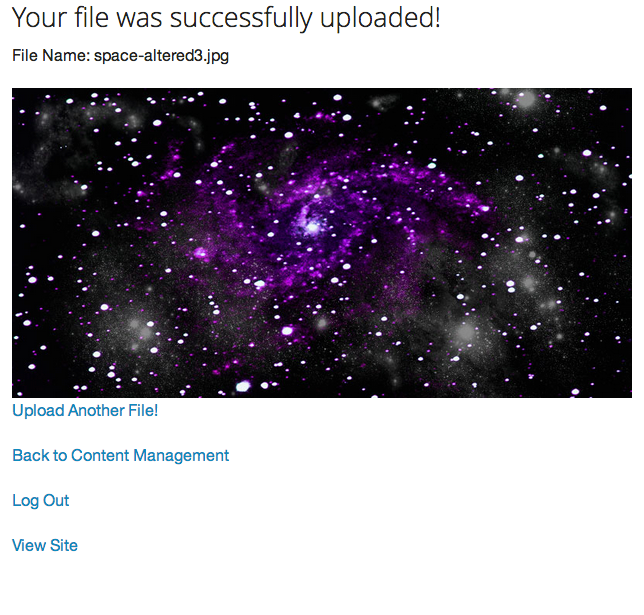 Your file was successfully uploaded!
File Name: space-altered3.jpg
Upload Another File!
Back to Content Management
Log Out
View Site